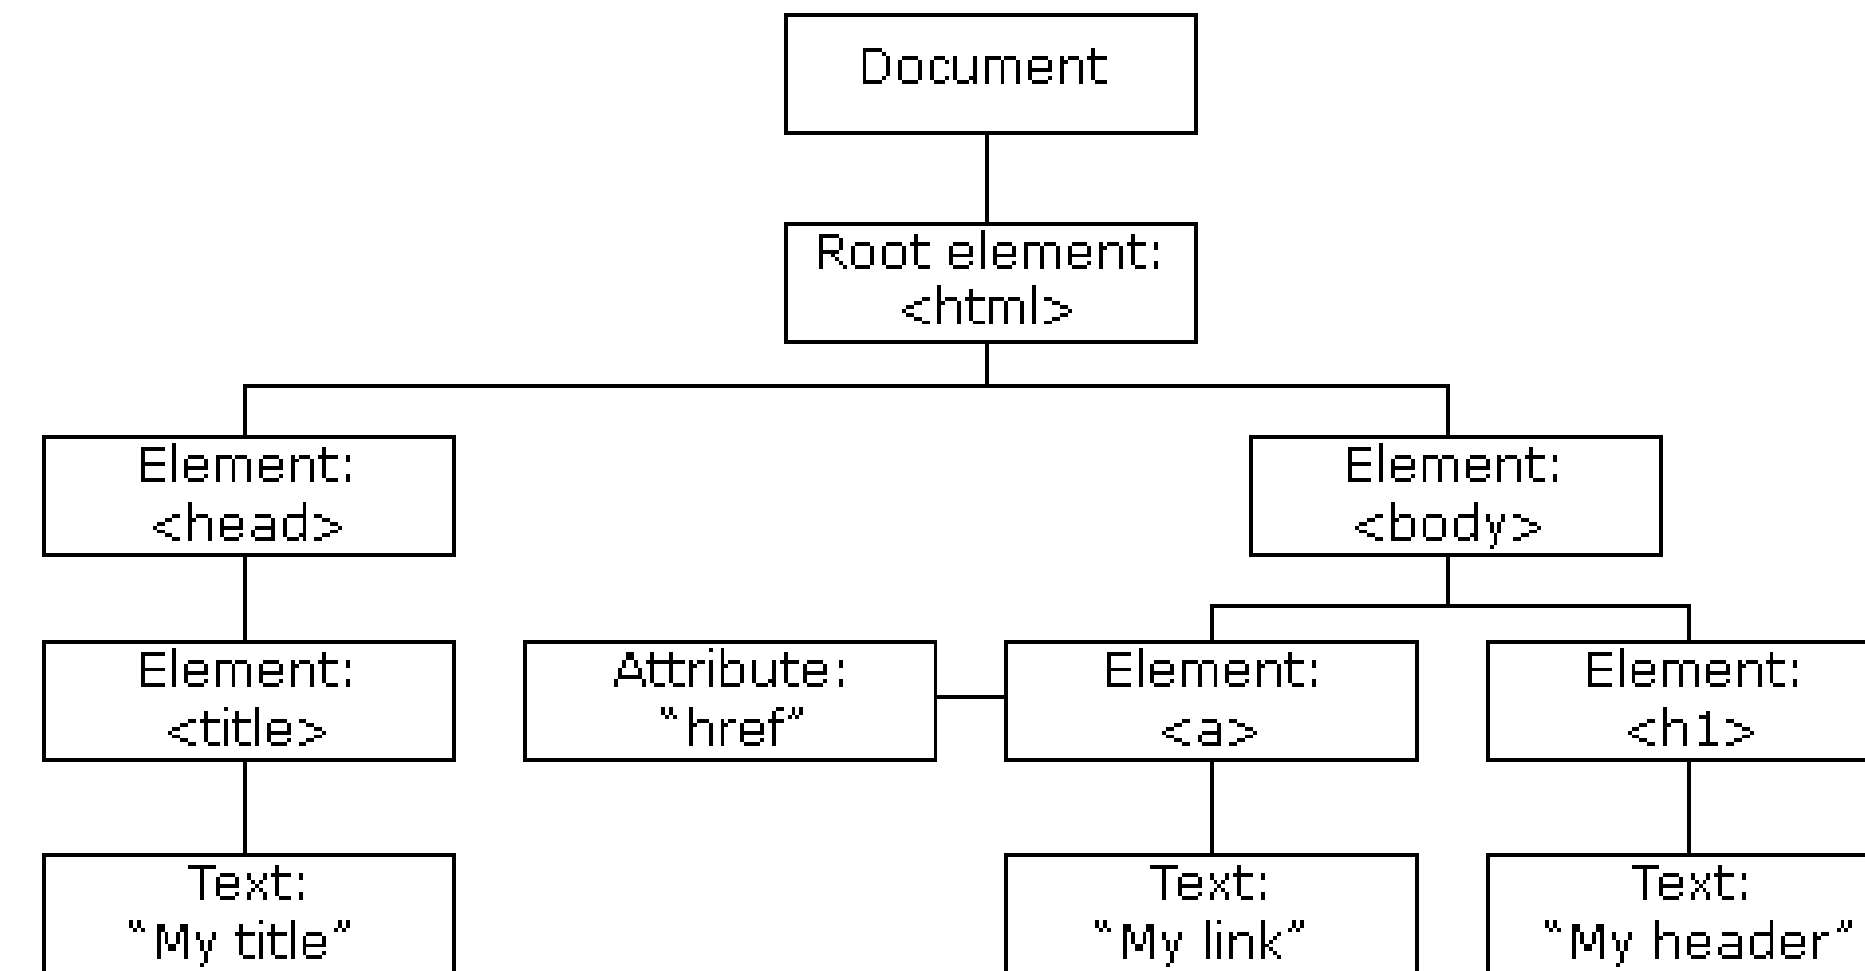 Document
Root element:
<html>
Element:
<head>
Element:
<body>
Element:
<title>
Attribute:
“href”
Element:
<a>
Element:
<h1>
Text:
“My title”
Text:
“My link”
Text:
“My header”